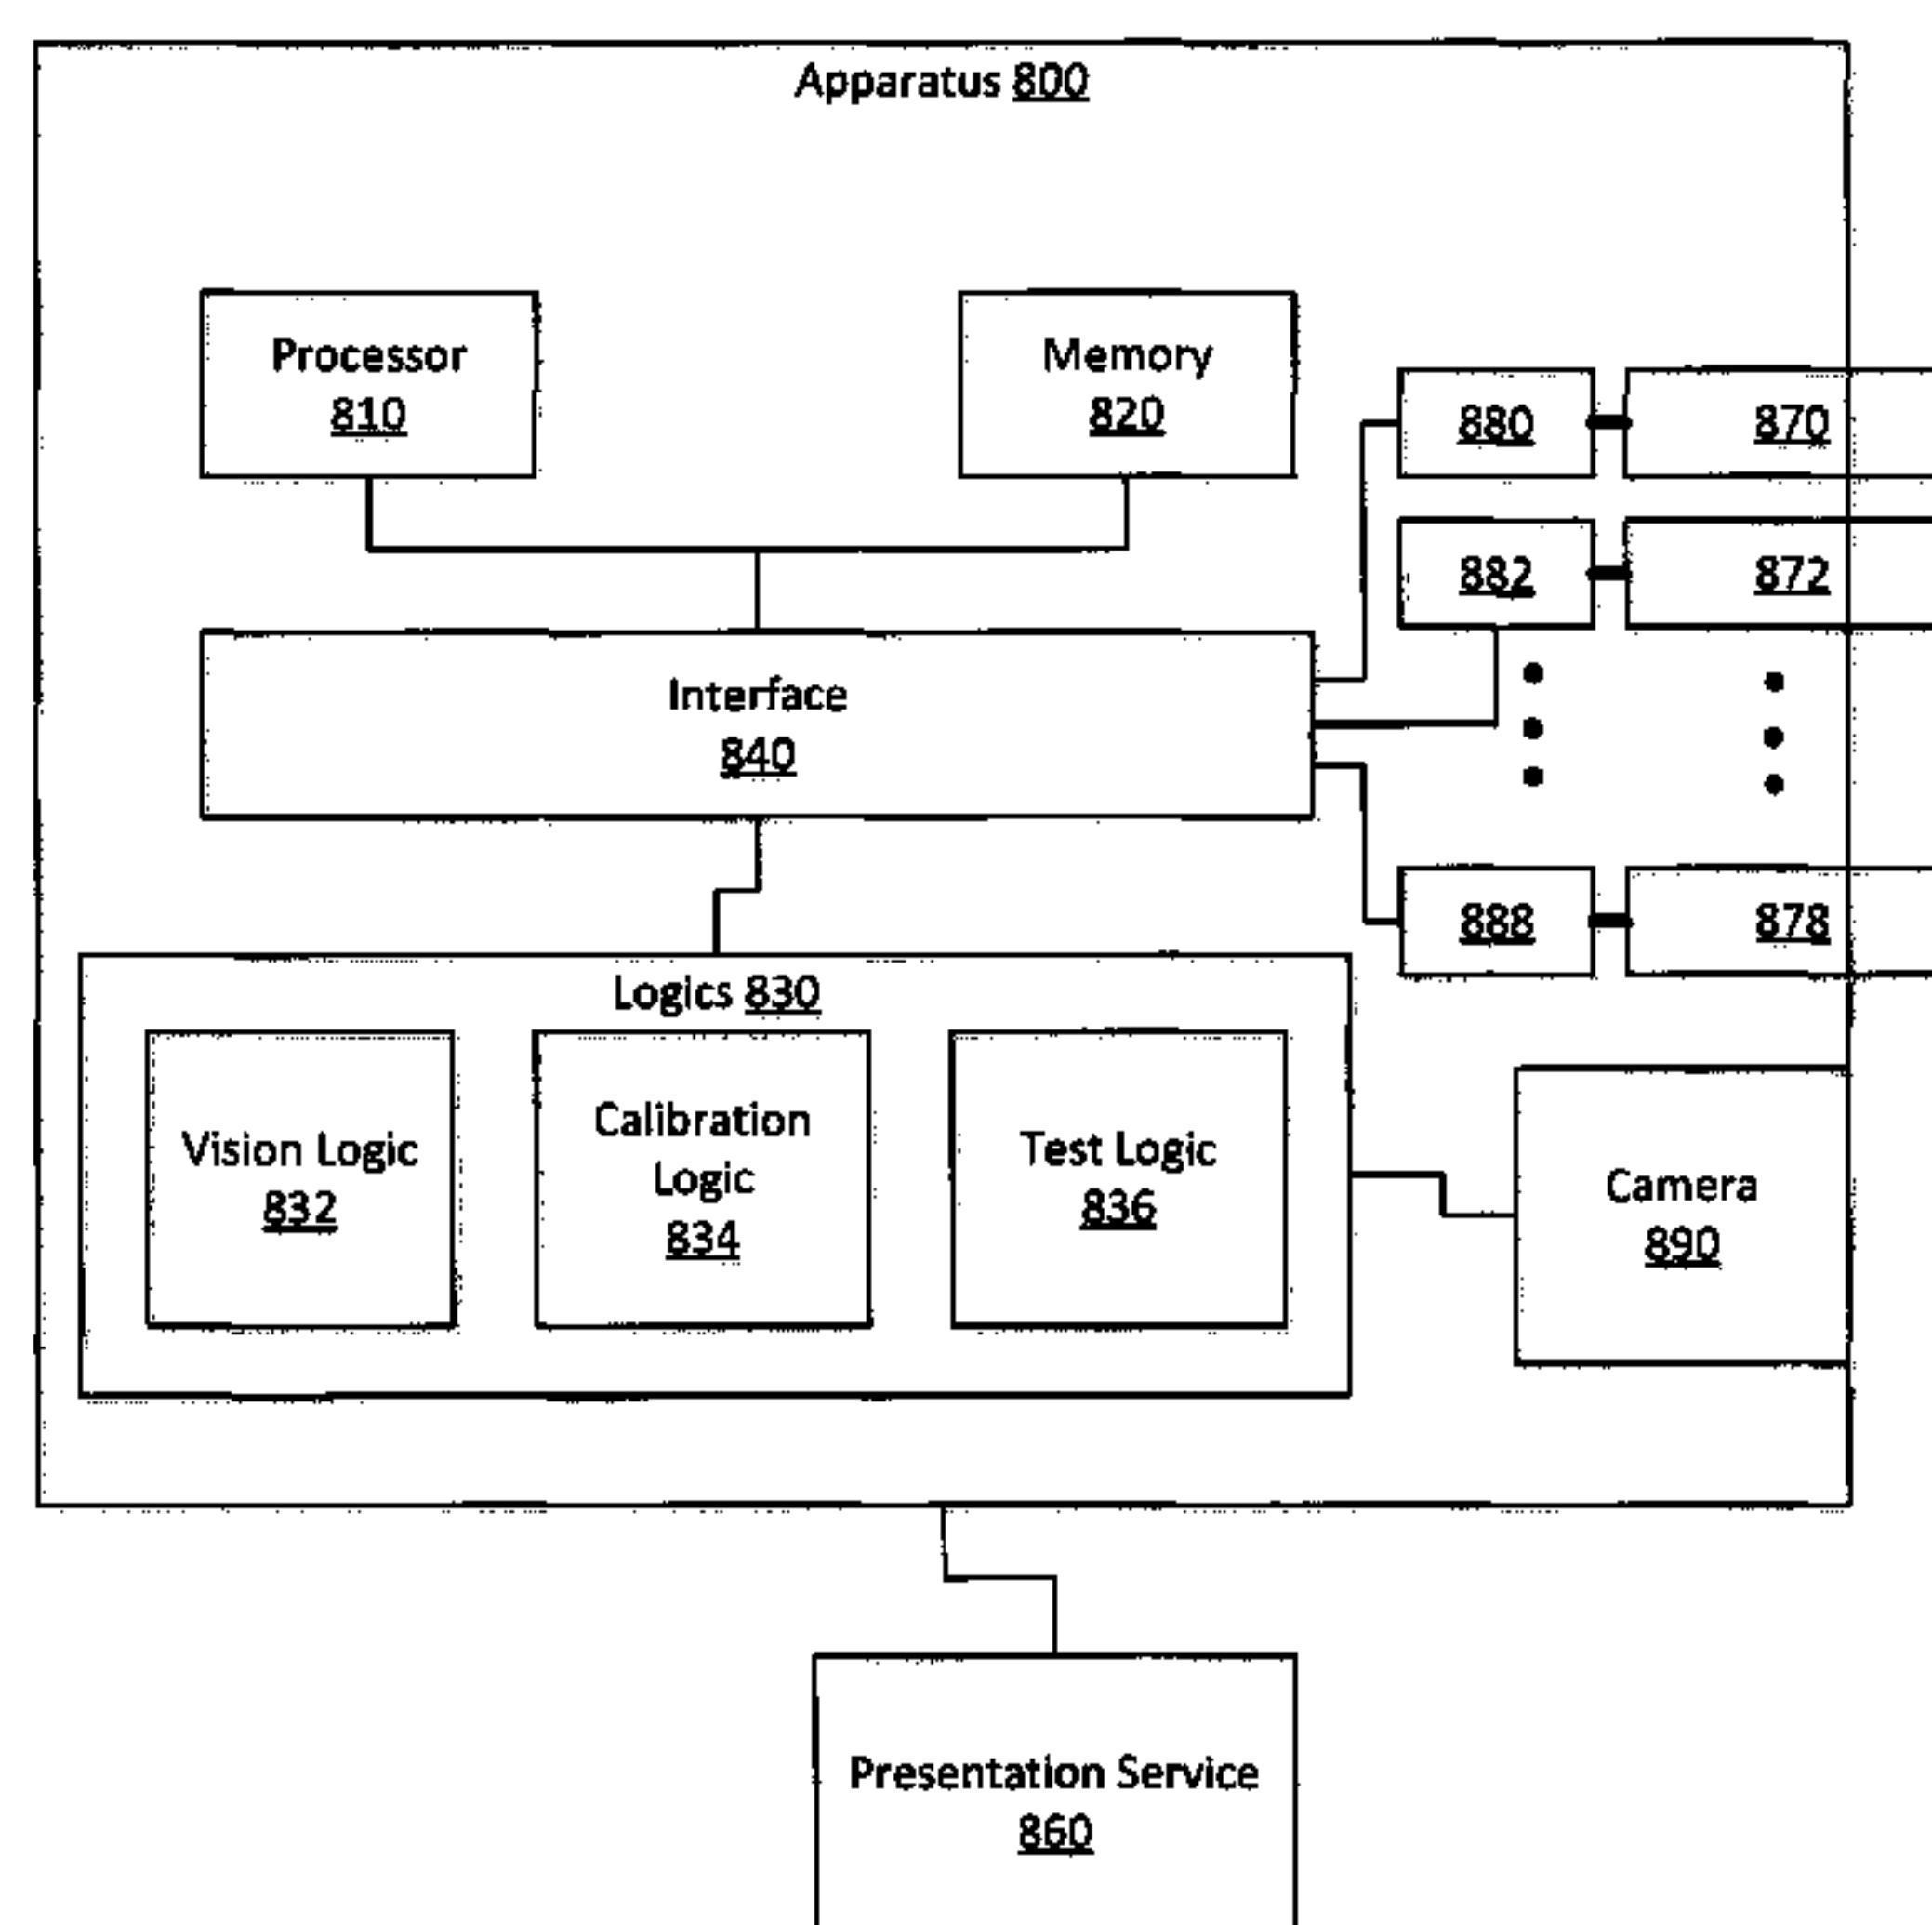 Apparatus 800
Processor
810
Memory
820
880
870
882
872
Interface
840
888
878
Logics 830
Vision Logic
832
Calibration
Logic
834
Test Logic
836
Camera
890
Presentation Service
860